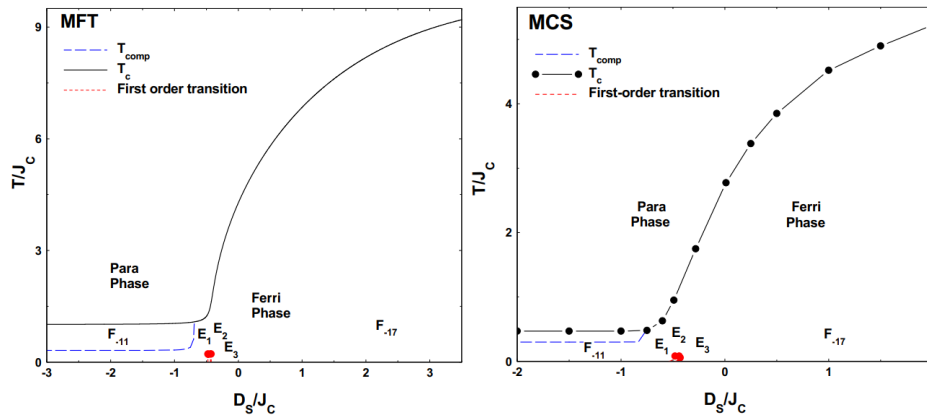 MFT
T_comp
T_c
First order transition
T/J_C
9
6
3
0
Para
Phase
Ferri
Phase
F_-11
E_1
E_2
E_3
F_-17
-3
-2
-1
0
1
2
3
D_S/J_C
MCS
T_comp
T_c
First-order transition
T/J_C
4
2
0
Para
Phase
Ferri
Phase
F_-11
E_1
E_2
E_3
F_-17
-2
-1
0
1
2
D_S/J_C